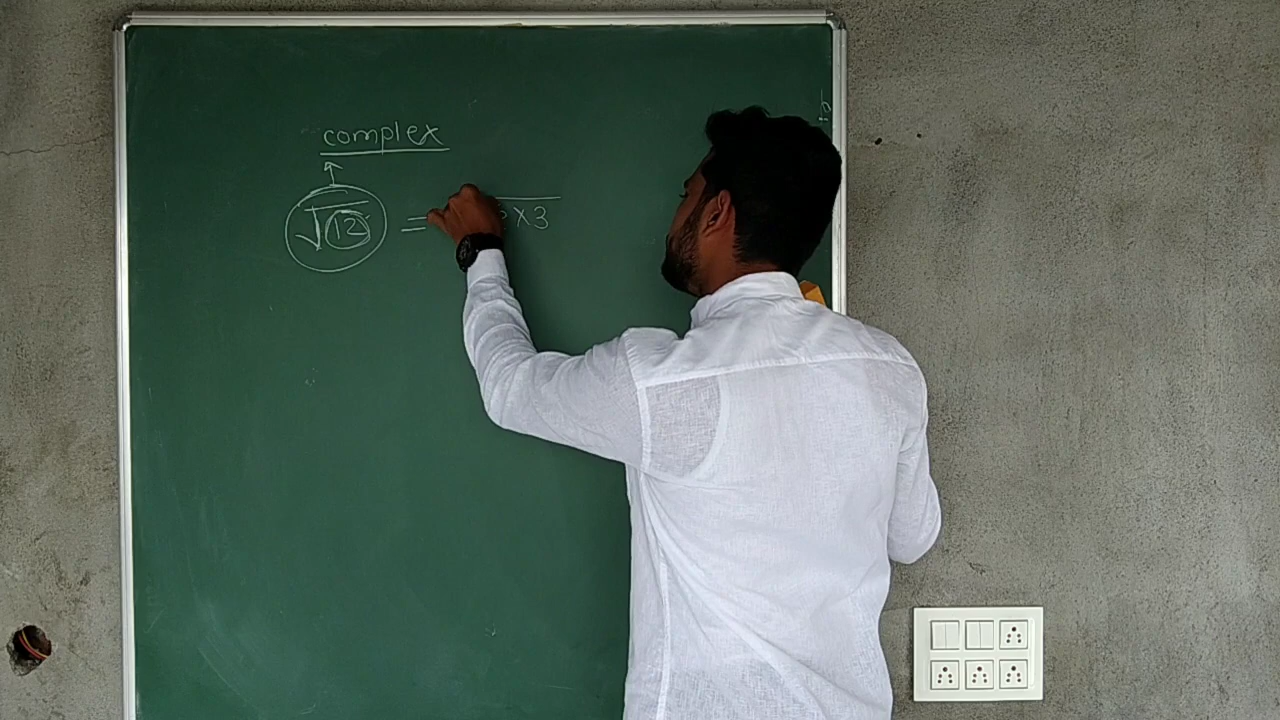 complex
√12 = ×3